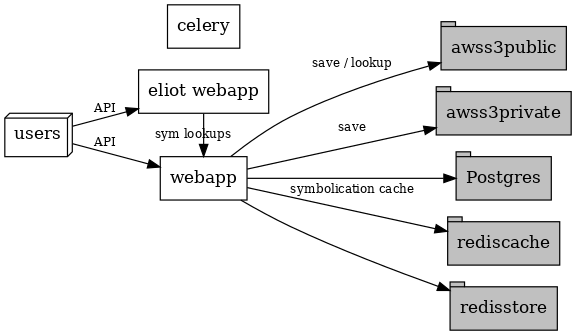 celery
awss3public
save / lookup
eliot webapp
API
awss3private
save
users
sym lookups
API
webapp
Postgres
symbolication cache
rediscache
redisstore